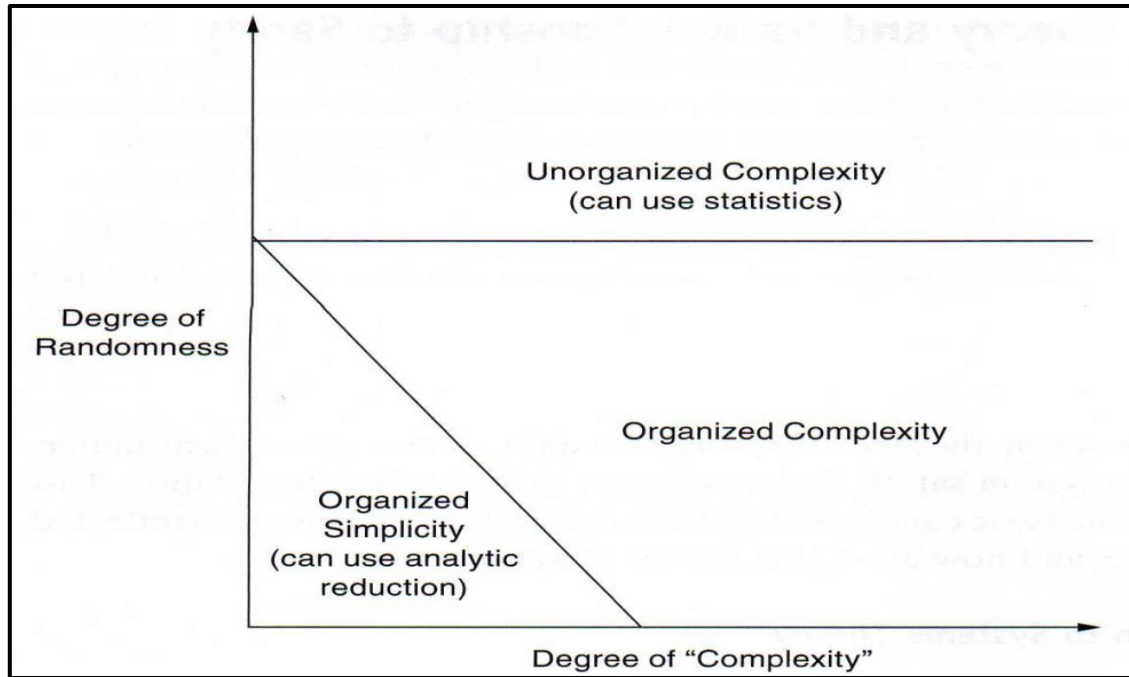 Unorganized Complexity
(can use statistics)
Degree of
Randomness
Organized Complexity
Organized
Simplicity
(can use analytic
reduction)
Degree of “Complexity”